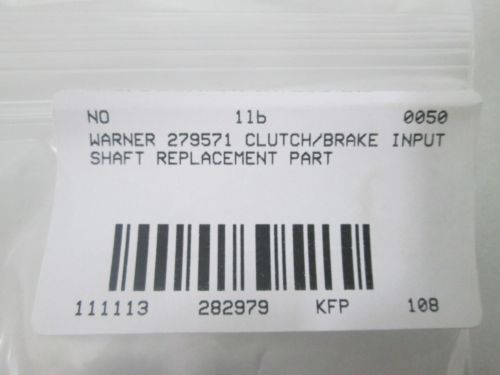 NO 1lb 0050
WARNER 279571 CLUTCH/BRAKE INPUT
SHAFT REPLACEMENT PART
111113 282979 KFP 108